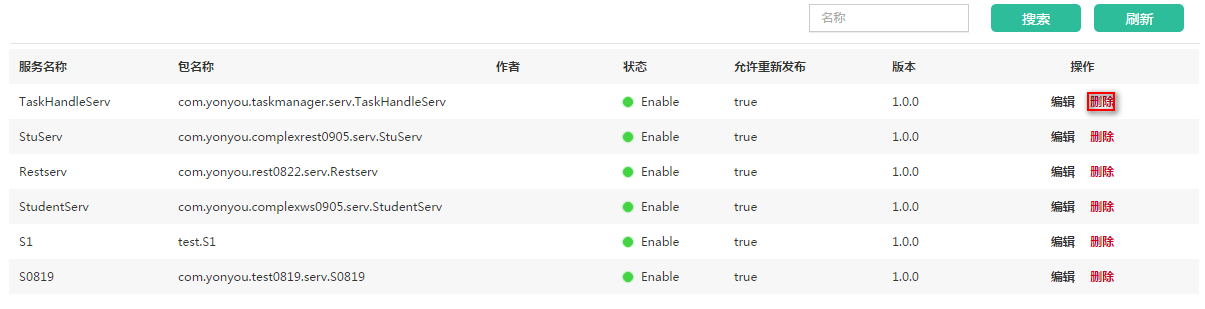 名称 搜索 刷新
服务名称 包名称 作者 状态 允许重新发布 版本 操作
TaskHandleServ com.yonyou.taskmanager.serv.TaskHandleServ Enable true 1.0.0 编辑 删除
StuServ com.yonyou.complexrest0905.serv.StuServ Enable true 1.0.0 编辑 删除
Restserv com.yonyou.rest0822.serv.Restserv Enable true 1.0.0 编辑 删除
StudentServ com.yonyou.complexws0905.serv.StudentServ Enable true 1.0.0 编辑 删除
S1 test.S1 Enable true 1.0.0 编辑 删除
S0819 com.yonyou.test0819.serv.S0819 Enable true 1.0.0 编辑 删除